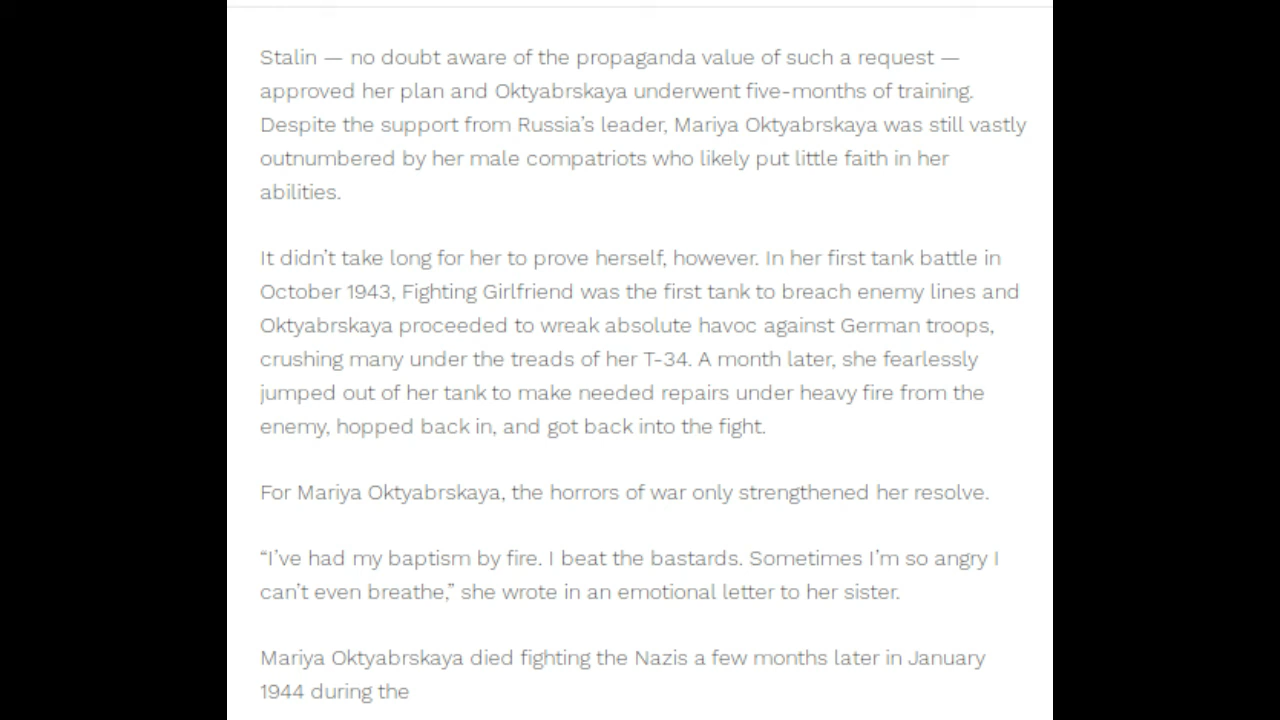 Stalin — no doubt aware of the propaganda value of such a request —
approved her plan and Oktyabrskaya underwent five-months of training.
Despite the support from Russia’s leader, Mariya Oktyabrskaya was still vastly
outnumbered by her male compatriots who likely put little faith in her
abilities.
It didn’t take long for her to prove herself, however. In her first tank battle in
October 1943, Fighting Girlfriend was the first tank to breach enemy lines and
Oktyabrskaya proceeded to wreak absolute havoc against German troops,
crushing many under the treads of her T-34. A month later, she fearlessly
jumped out of her tank to make needed repairs under heavy fire from the
enemy, hopped back in, and got back into the fight.
For Mariya Oktyabrskaya, the horrors of war only strengthened her resolve.
“I’ve had my baptism by fire. I beat the bastards. Sometimes I’m so angry I
can’t even breathe,” she wrote in an emotional letter to her sister.
Mariya Oktyabrskaya died fighting the Nazis a few months later in January
1944 during the